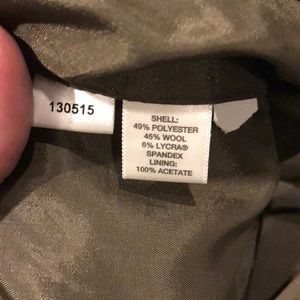 130515
SHELL:
49% POLYESTER
45% WOOL
6% LYCRA®
SPANDEX
LINING:
100% ACETATE